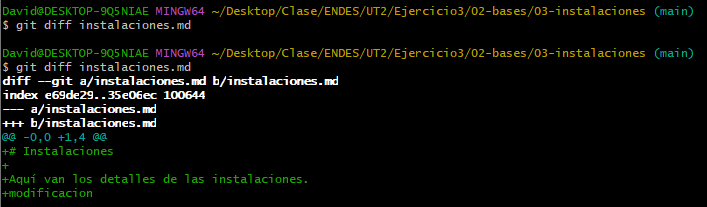 David@DESKTOP-9Q5NIAE MINGW64 ~/Desktop/Clase/ENDES/UT2/Ejercicio3/02-bases/03-instalaciones (main)
$ git diff instalaciones.md
David@DESKTOP-9Q5NIAE MINGW64 ~/Desktop/Clase/ENDES/UT2/Ejercicio3/02-bases/03-instalaciones (main)
$ git diff instalaciones.md
diff --git a/instalaciones.md b/instalaciones.md
index e69de29..35e06ec 100644
--- a/instalaciones.md
+++ b/instalaciones.md
@@ -0,0 +1,4 @@
+# Instalaciones
+
+Aquí van los detalles de las instalaciones.
+modificacion